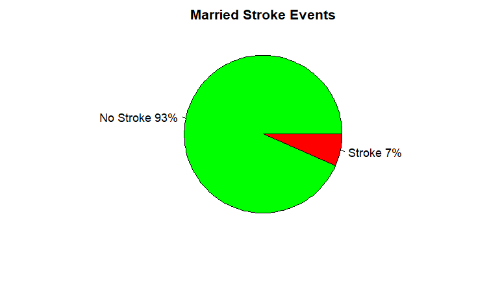 Married Stroke Events
No Stroke 93%
Stroke 7%